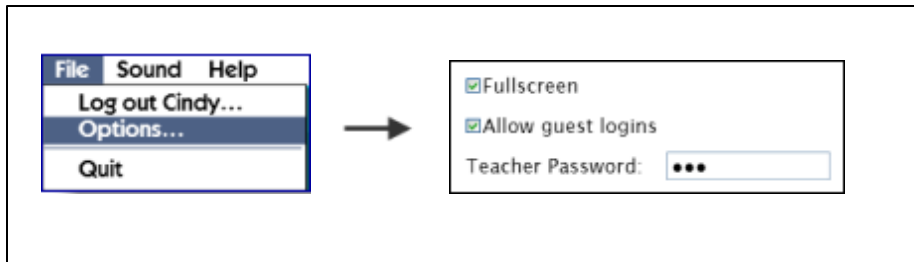 File Sound Help
Log out Cindy...
Options...
Quit
Fullscreen
Allow guest logins
Teacher Password: •••